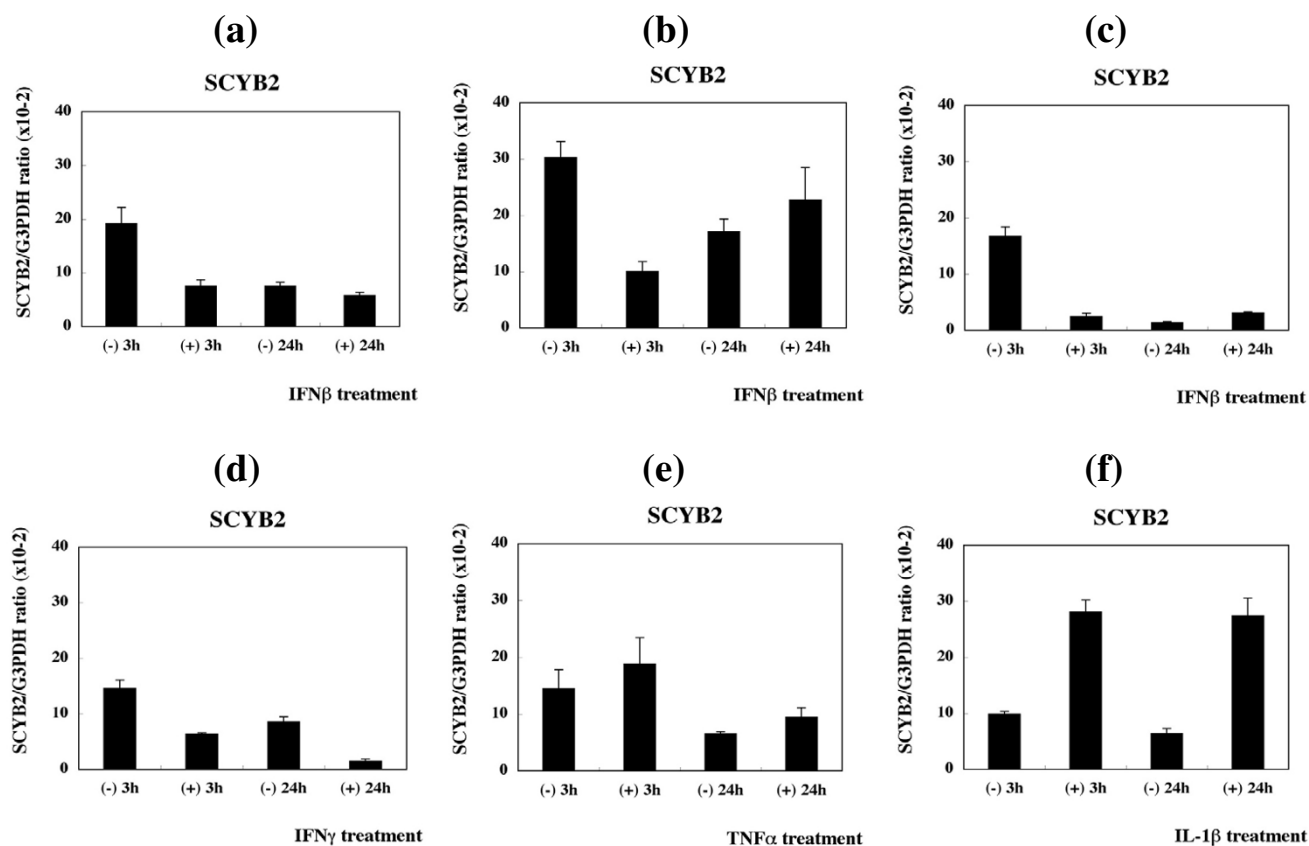 (a)
SCYB2
SCYB2/G3PDH ratio (x10-2)
40
30
20
10
0
(-) 3h (+) 3h (-) 24h (+) 24h
IFNβ treatment
(b)
SCYB2
SCYB2/G3PDH ratio (x10-2)
40
30
20
10
0
(-) 3h (+) 3h (-) 24h (+) 24h
IFNβ treatment
(c)
SCYB2
SCYB2/G3PDH ratio (x10-2)
40
30
20
10
0
(-) 3h (+) 3h (-) 24h (+) 24h
IFNβ treatment
(d)
SCYB2
SCYB2/G3PDH ratio (x10-2)
40
30
20
10
0
(-) 3h (+) 3h (-) 24h (+) 24h
IFNγ treatment
(e)
SCYB2
SCYB2/G3PDH ratio (x10-2)
40
30
20
10
0
(-) 3h (+) 3h (-) 24h (+) 24h
TNFα treatment
(f)
SCYB2
SCYB2/G3PDH ratio (x10-2)
40
30
20
10
0
(-) 3h (+) 3h (-) 24h (+) 24h
IL-1β treatment